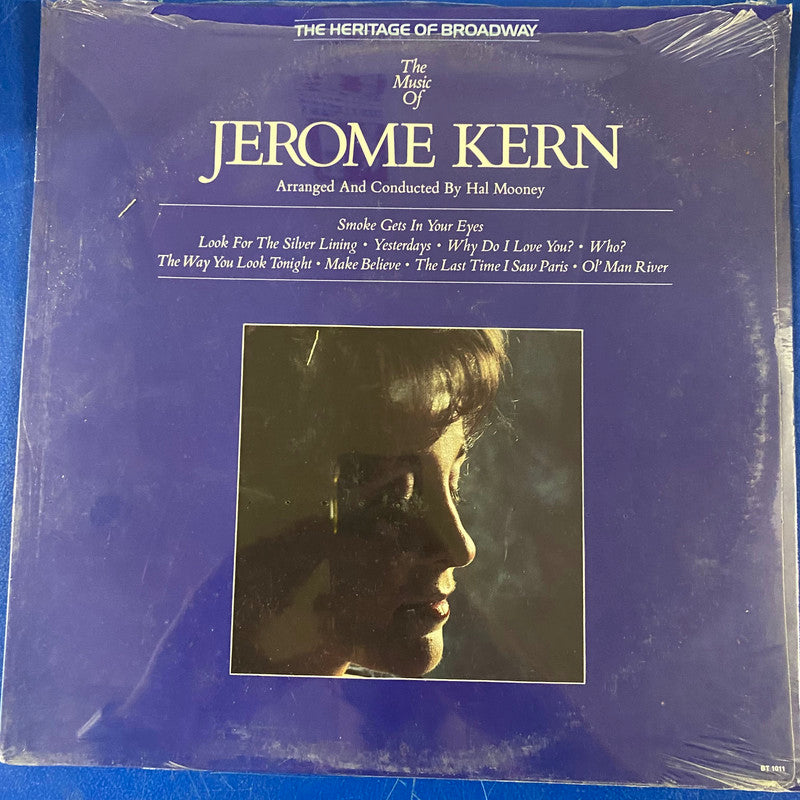 THE HERITAGE OF BROADWAY
The
Music
Of
JEROME KERN
Arranged And Conducted By Hal Mooney
Smoke Gets In Your Eyes
Look For The Silver Lining • Yesterdays • Why Do I Love You? • Who?
The Way You Look Tonight • Make Believe • The Last Time I Saw Paris • Ol' Man River
BT 1011